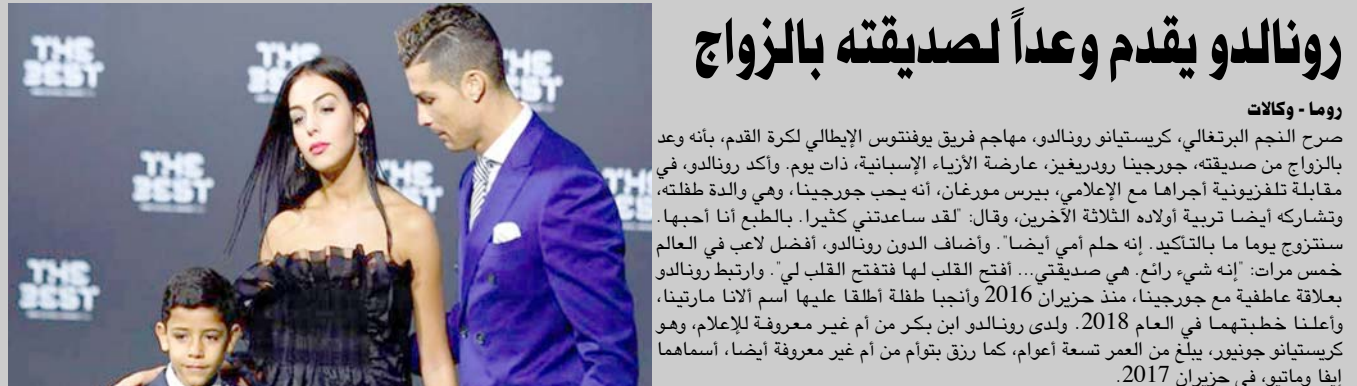 رونالدو يقدم وعداً لصديقته بالزواج
روما - وكالات
صرح النجم البرتغالي، كريستيانو رونالدو، مهاجم فريق يوفنتوس الإيطالي لكرة القدم، بأنه وعد
بالزواج من صديقته، جورجينا رودريغيز، عارضة الأزياء الإسبانية، ذات يوم. وأكد رونالدو، في
مقابلة تلفزيونية أجراها مع الإعلامي، بيرس مورغان، أنه يحب جورجينا، وهي والدة طفلته،
وتشاركه أيضا تربية أولاده الثلاثة الآخرين، وقال: "لقد ساعدتني كثيرا. بالطبع أنا أحبها.
سنتزوج يوما ما بالتأكيد. إنه حلم أمي أيضا". وأضاف الدون رونالدو، أفضل لاعب في العالم
خمس مرات: "إنه شيء رائع. هي صديقتي... أفتح القلب لها فتفتح القلب لي". وارتبط رونالدو
بعلاقة عاطفية مع جورجينا، منذ حزيران 2016 وأنجبا طفلة أطلقا عليها اسم ألانا مارتينا،
وأعلنا خطبتهما في العام 2018. ولدى رونالدو ابن بكر من أم غير معروفة للإعلام، وهو
كريستيانو جونيور، يبلغ من العمر تسعة أعوام، كما رزق بتوأم من أم غير معروفة أيضا، أسماهما
إيفا وماتيو، في حزيران 2017.
THE
BEST
THE
BEST
THE
BEST
THE
BEST
THE
BEST
THE
BEST